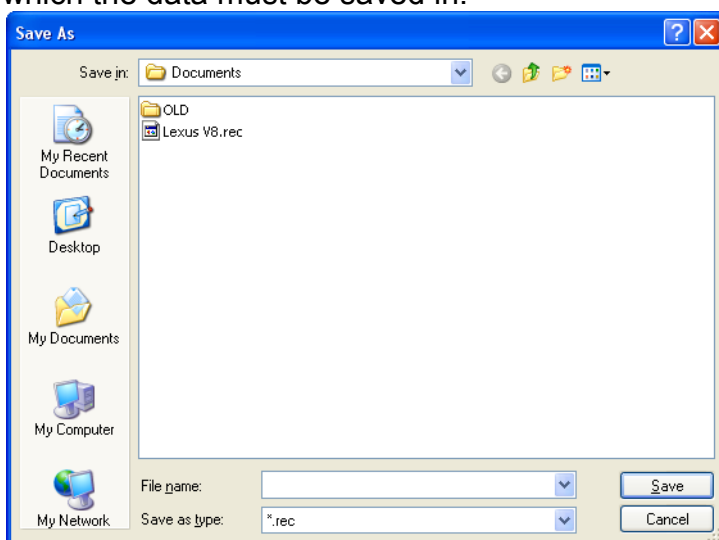 which the data must be saved in.
Save As
Save in: Documents
OLD
Lexus V8.rec
My Recent
Documents
Desktop
My Documents
My Computer
My Network
File name:
Save
Save as type: *.rec
Cancel